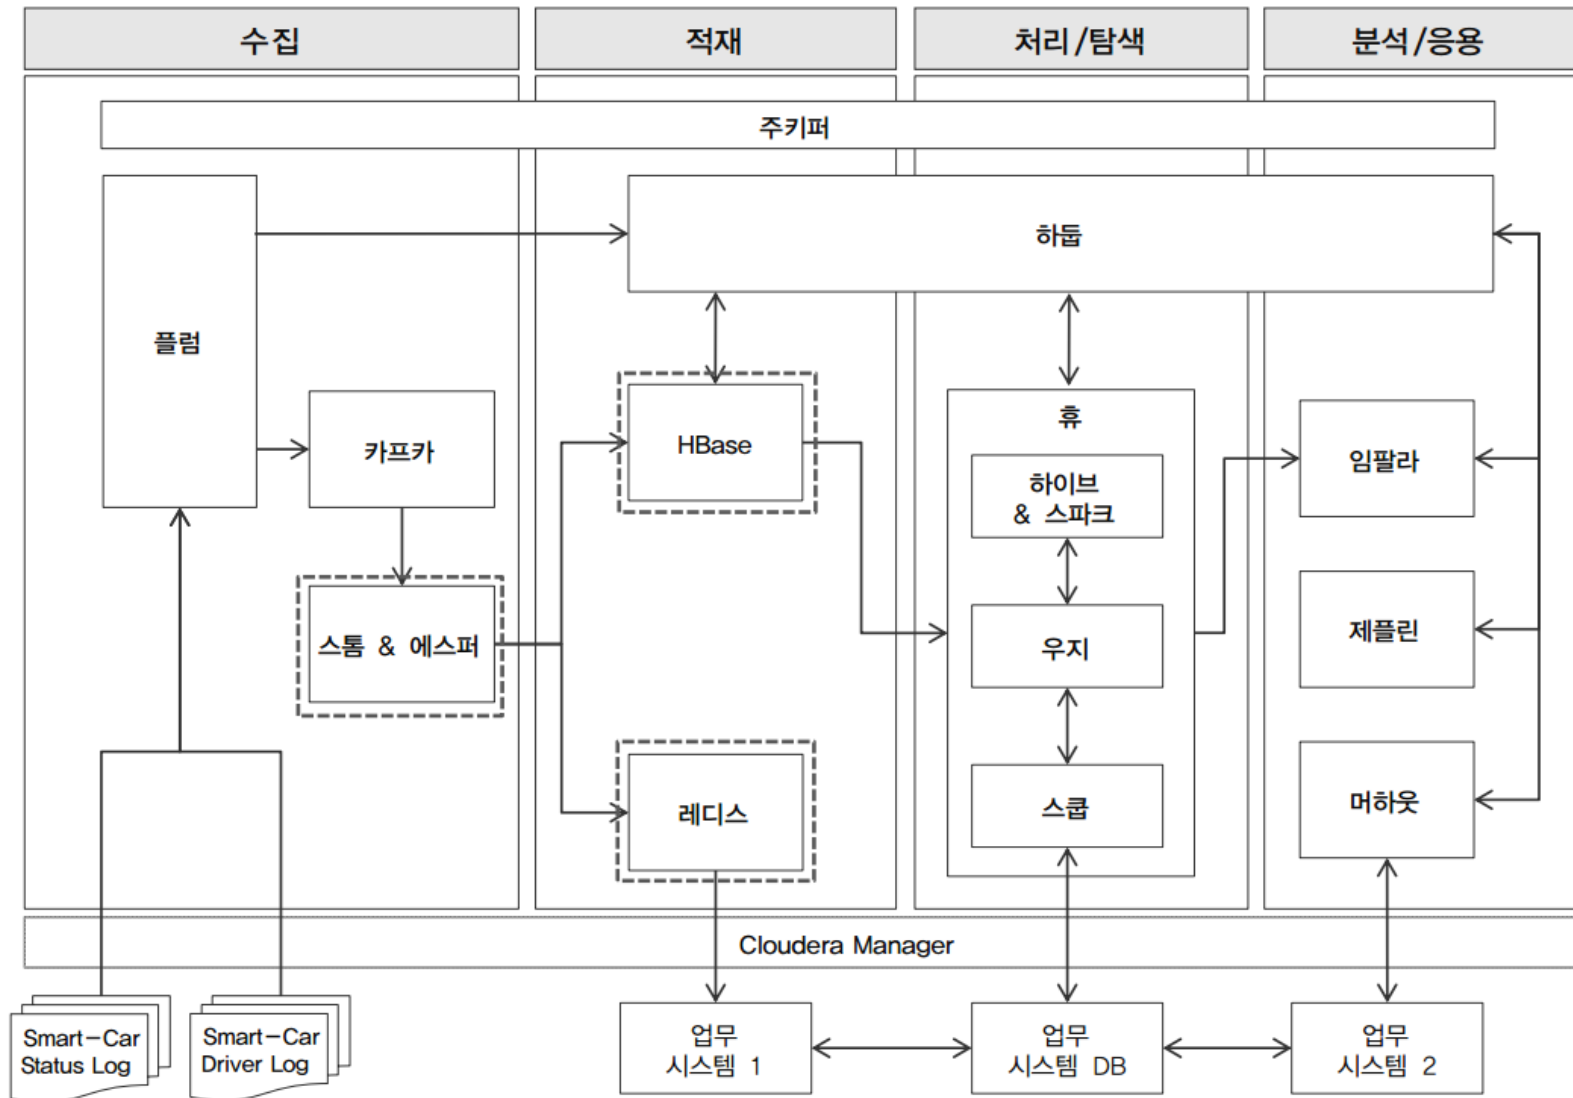 수집
적재
처리/탐색
분석/응용
주키퍼
플럼
하둡
카프카
스톰 & 에스퍼
HBase
레디스
휴
하이브
& 스파크
우지
스쿱
임팔라
제플린
머하웃
Cloudera Manager
Smart-Car
Status Log
Smart-Car
Driver Log
업무
시스템 1
업무
시스템 DB
업무
시스템 2